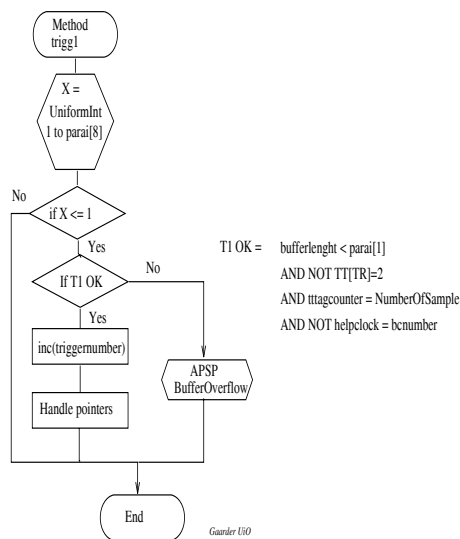 Method
trigg1
X =
UniformInt
1 to parai[8]
No
if X <= 1
Yes
If T1 OK
No
Yes
inc(triggernumber)
APSP
BufferOverflow
Handle pointers
End
T1 OK = bufferlenght < parai[1]
AND NOT TT[TR]=2
AND tttagcounter = NumberOfSample
AND NOT helpclock = bcnumber
Gaarder UiO